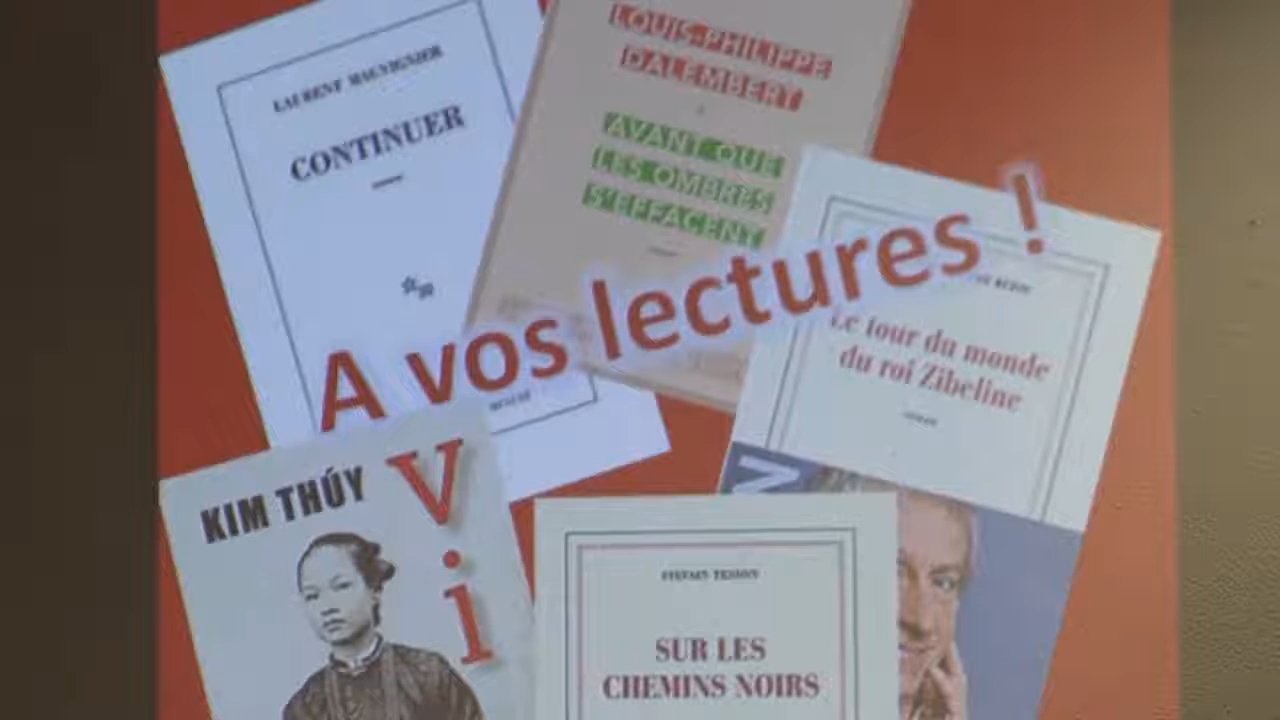 LAURENT MAUVIGNIER
CONTINUER
LOUIS-PHILIPPE
DALEMBERT
AVANT QUE
LES OMBRES
S'EFFACENT
A vos lectures !
Le tour du monde
du roi Zibeline
roman
KIM THÚY
Vi
SYLVAIN TESSON
SUR LES
CHEMINS NOIRS